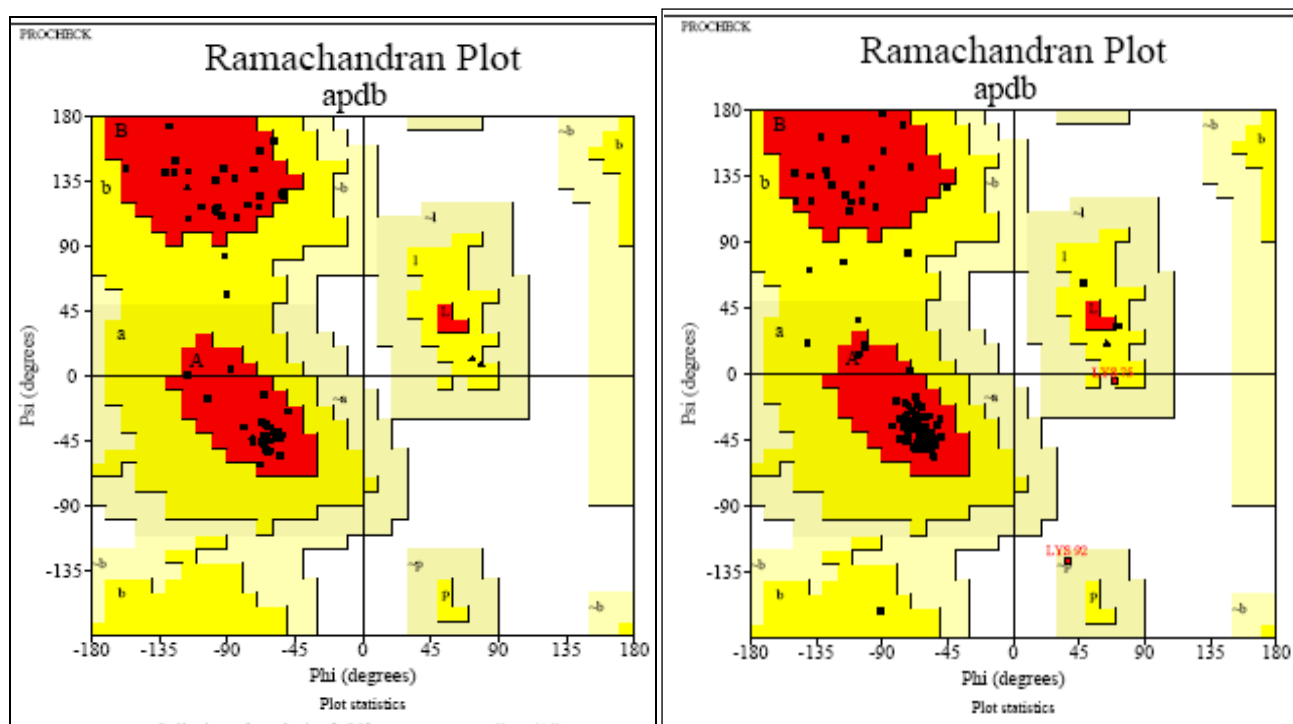 PROCHECK
Ramachandran Plot
apdb
180
135
90
45
0
-45
-90
-135
Psi (degrees)
B
b
~b
~b
b
~l
l
L
a
A
~a
~b
b
~p
p
~b
-180
-135
-90
-45
0
45
90
135
180
Phi (degrees)
Plot statistics
PROCHECK
Ramachandran Plot
apdb
180
135
90
45
0
-45
-90
-135
Psi (degrees)
B
b
~b
~b
b
~l
l
L
a
A
~a
LYS 92
~b
b
~p
p
~b
-180
-135
-90
-45
0
45
90
135
180
Phi (degrees)
Plot statistics